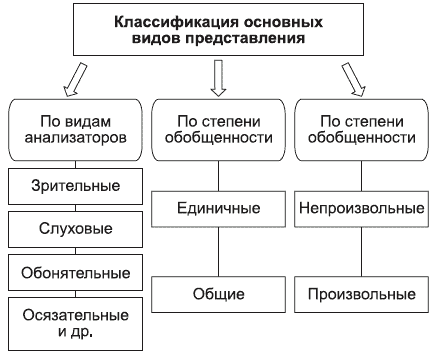 Классификация основных
видов представления
По видам
анализаторов
Зрительные
Слуховые
Обонятельные
Осязательные
и др.
По степени
обобщенности
Единичные
Общие
По степени
обобщенности
Непроизвольные
Произвольные